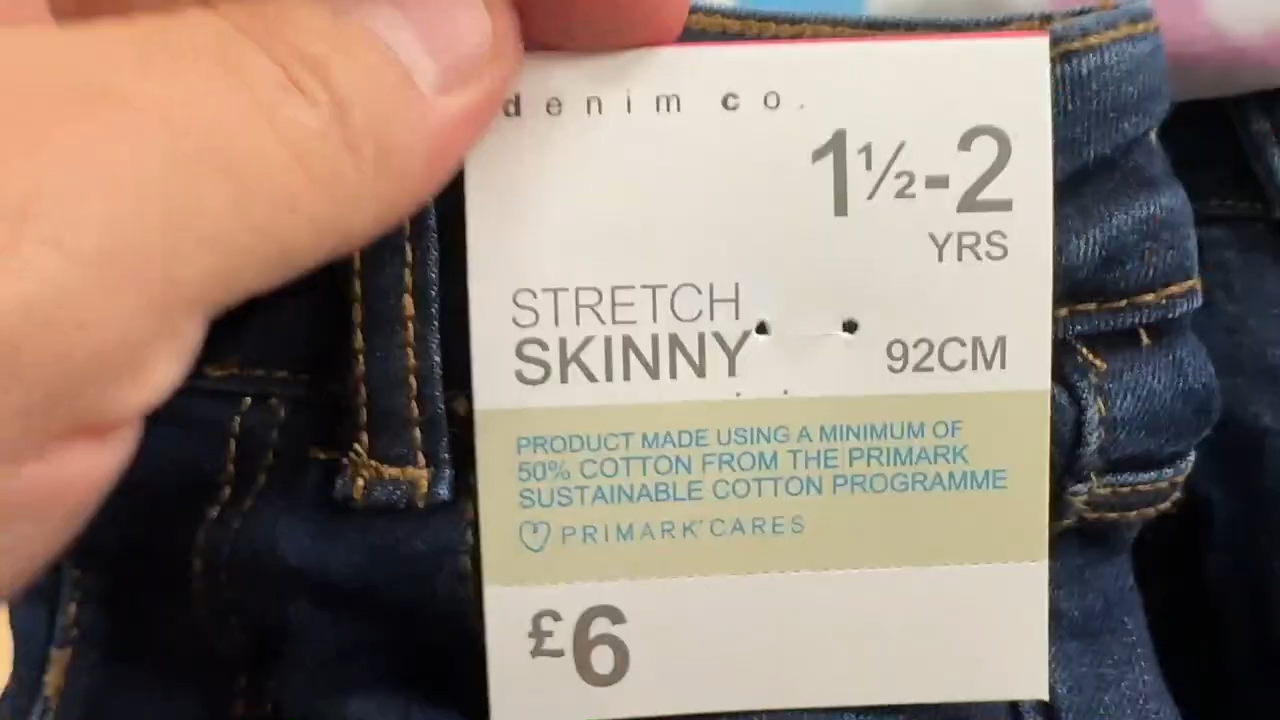 denim co.
1½-2
YRS
STRETCH
SKINNY
92CM
PRODUCT MADE USING A MINIMUM OF
50% COTTON FROM THE PRIMARK
SUSTAINABLE COTTON PROGRAMME
PRIMARK CARES
£6